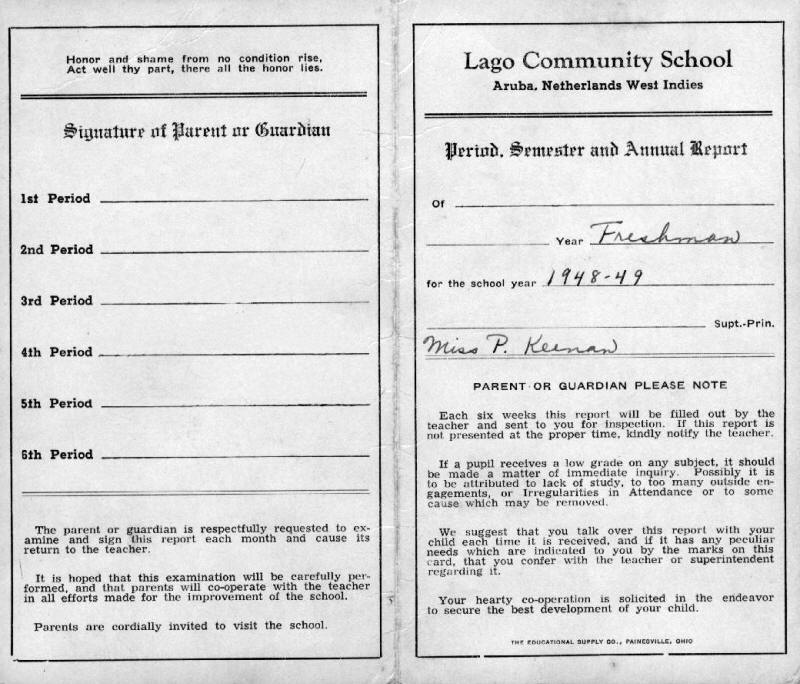 Honor and shame from no condition rise,
Act well thy part, there all the honor lies.
Signature of Parent or Guardian
1st Period
2nd Period
3rd Period
4th Period
5th Period
6th Period
The parent or guardian is respectfully requested to ex-
amine and sign this report each month and cause its
return to the teacher.
It is hoped that this examination will be carefully per-
formed, and that parents will co-operate with the teacher
in all efforts made for the improvement of the school.
Parents are cordially invited to visit the school.
Lago Community School
Aruba, Netherlands West Indies
Period, Semester and Annual Report
Of
Year Freshman
for the school year 1948-49
Supt.-Prin.
Miss P. Keenan
PARENT OR GUARDIAN PLEASE NOTE
Each six weeks this report will be filled out by the
teacher and sent to you for inspection. If this report is
not presented at the proper time, kindly notify the teacher.
If a pupil receives a low grade on any subject, it should
be made a matter of immediate inquiry. Possibly it is
to be attributed to lack of study, to too many outside en-
gagements, or Irregularities in Attendance or to some
cause which may be removed.
We suggest that you talk over this report with your
child each time it is received, and if it has any peculiar
needs which are indicated to you by the marks on this
card, that you confer with the teacher or superintendent
regarding it.
Your hearty co-operation is solicited in the endeavor
to secure the best development of your child.
THE EDUCATIONAL SUPPLY CO., PAINESVILLE, OHIO